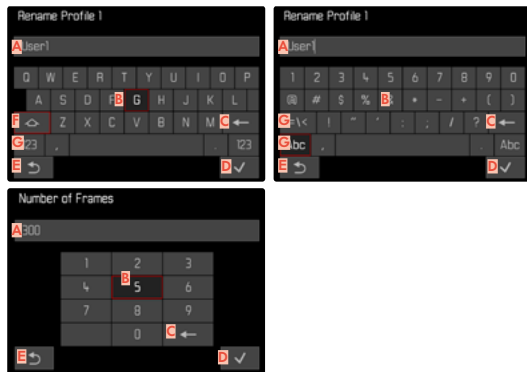 Rename Profile 1
A User1
Q W E R T Y U I O P
A S D F B G H J K L
F Z X C V B N M C ←
G 23 , . 123
E D
Rename Profile 1
A User1
1 2 3 4 5 6 7 8 9 0
@ # $ % B & * - + ( )
G =\< ! " ' : ; / ? C ←
G Abc , . Abc
E D
Number of Frames
A 300
1 2 3
4 B 5 6
7 8 9
0 C ←
E D